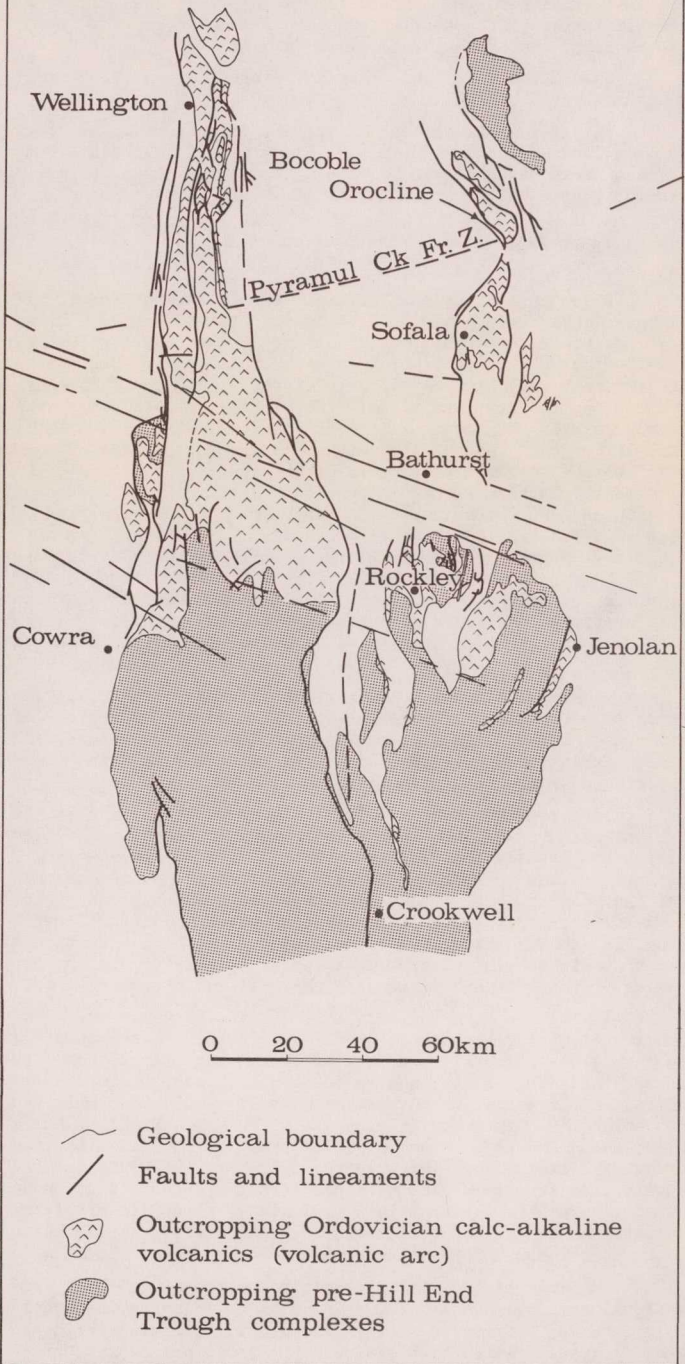 Wellington
Bocoble
Orocline
Pyramul Ck Fr. Z.
Sofala
Bathurst
Rockley
Cowra
Jenolan
Crookwell
0 20 40 60km
Geological boundary
Faults and lineaments
Outcropping Ordovician calc-alkaline
volcanics (volcanic arc)
Outcropping pre-Hill End
Trough complexes